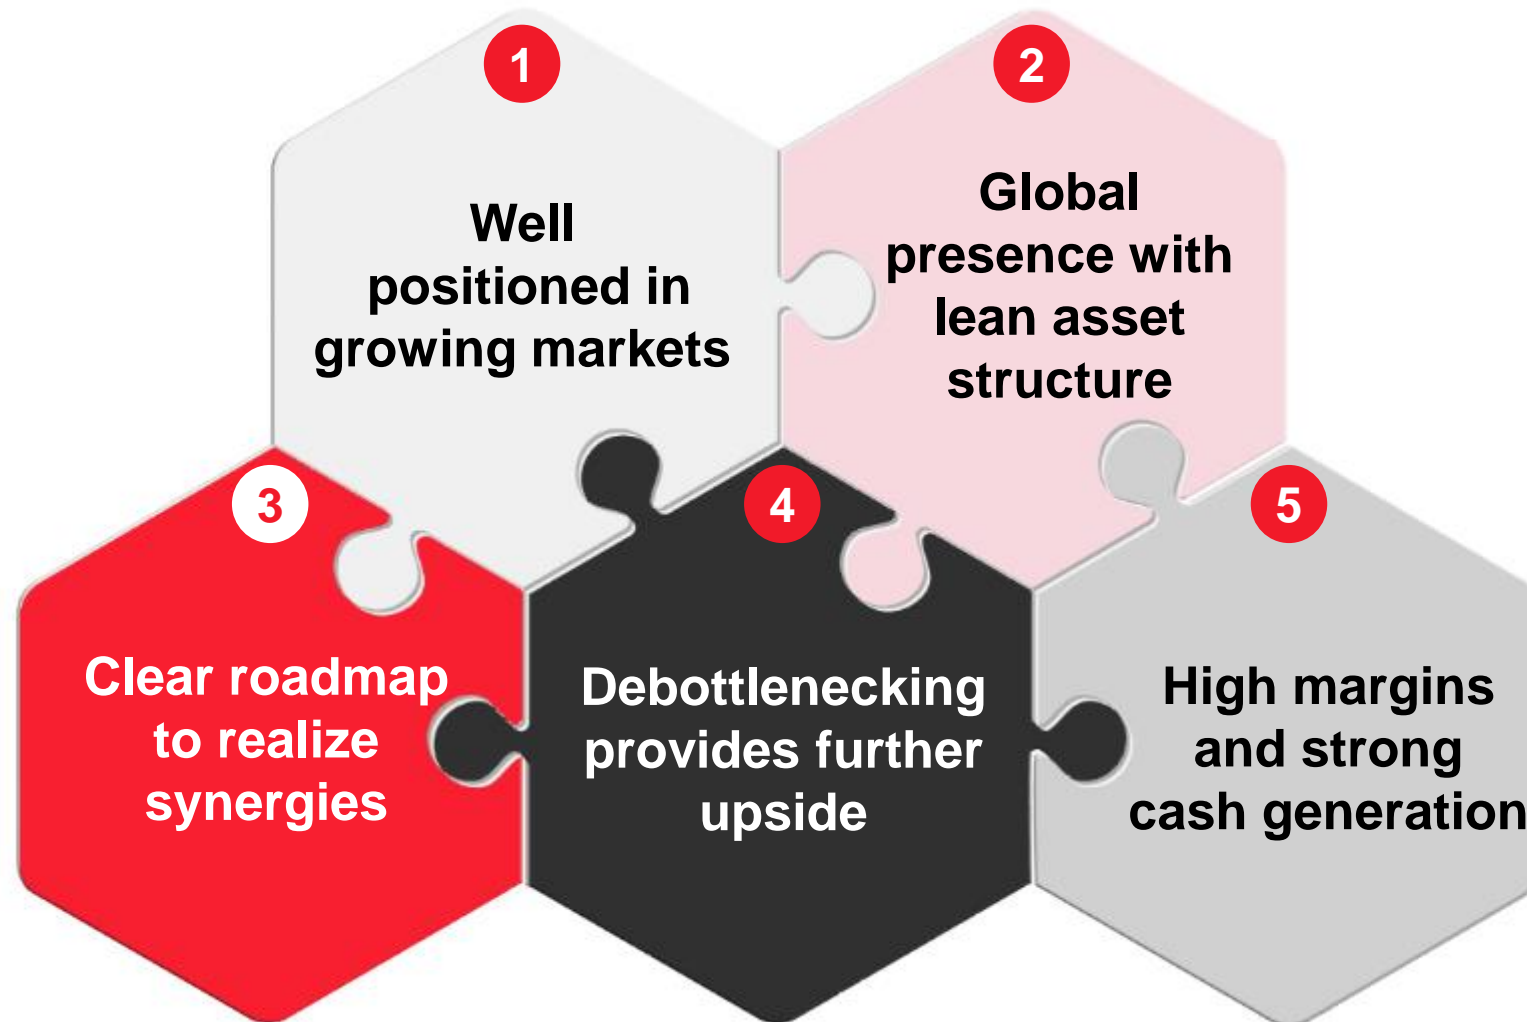 1
Well
positioned in
growing markets
2
Global
presence with
lean asset
structure
3
Clear roadmap
to realize
synergies
4
Debottlenecking
provides further
upside
5
High margins
and strong
cash generation